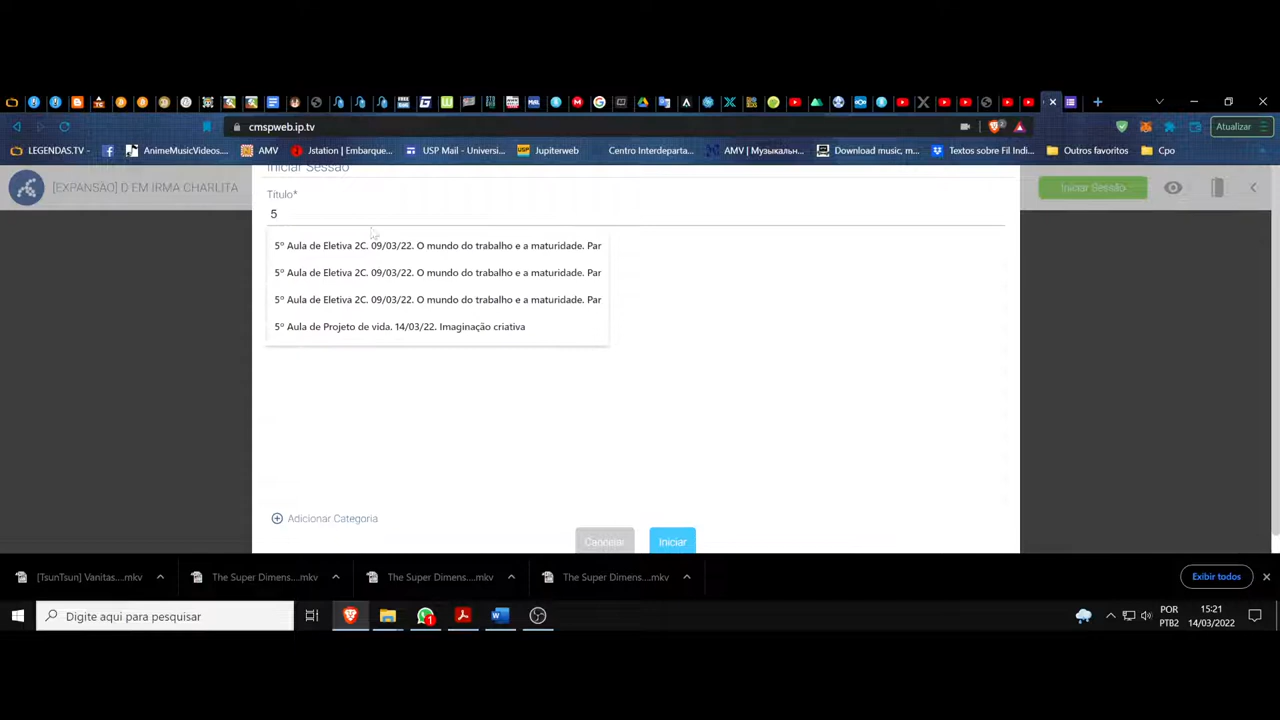 cmspweb.ip.tv
Atualizar
LEGENDAS.TV -
AnimeMusicVideos....
AMV
Jstation | Embarque...
USP Mail - Universi...
Jupiterweb
Centro Interdeparta...
AMV | Музыкальн...
Download music, m...
Textos sobre Fil Indi...
Outros favoritos
Cpo
Iniciar Sessão
[EXPANSÃO] D EM IRMA CHARLITA
Iniciar Sessão
Título*
5
5º Aula de Eletiva 2C. 09/03/22. O mundo do trabalho e a maturidade. Par
5º Aula de Eletiva 2C. 09/03/22. O mundo do trabalho e a maturidade. Par
5º Aula de Eletiva 2C. 09/03/22. O mundo do trabalho e a maturidade. Par
5º Aula de Projeto de vida. 14/03/22. Imaginação criativa
Adicionar Categoria
Cancelar
Iniciar
[TsunTsun] Vanitas....mkv
The Super Dimens....mkv
The Super Dimens....mkv
The Super Dimens....mkv
Exibir todos
Digite aqui para pesquisar
1
POR
PTB2
15:21
14/03/2022